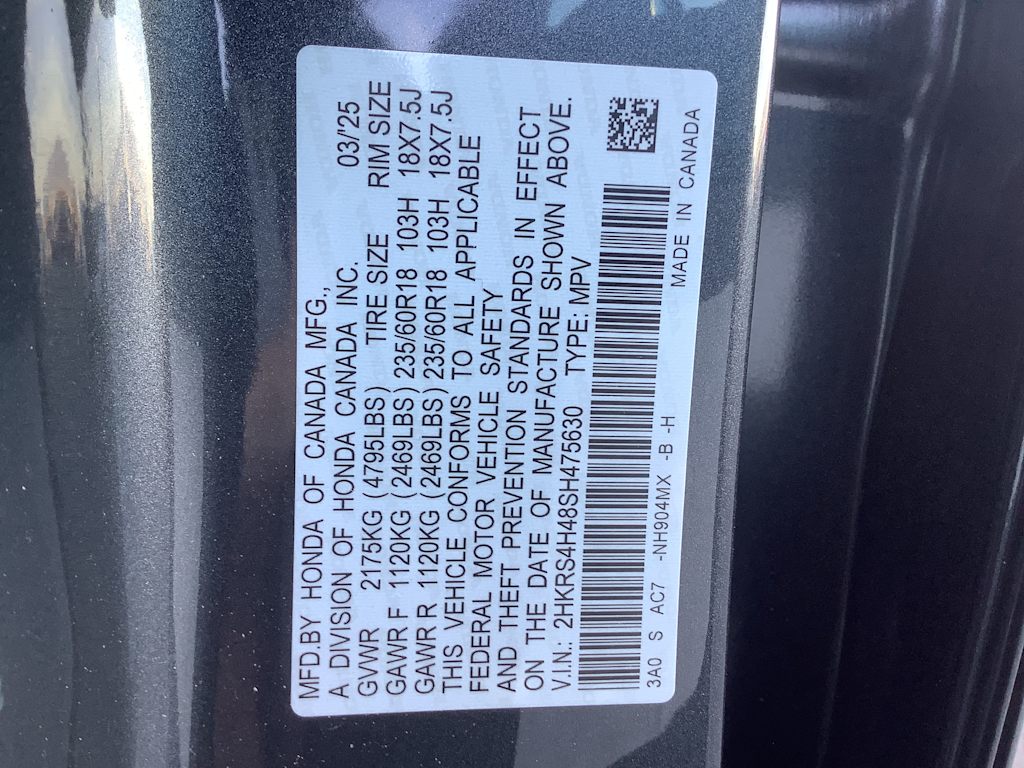 MFD.BY HONDA OF CANADA MFG., 03/'25
A DIVISION OF HONDA CANADA INC.
GVWR 2175KG (4795LBS) TIRE SIZE RIM SIZE
GAWR F 1120KG (2469LBS) 235/60R18 103H 18X7.5J
GAWR R 1120KG (2469LBS) 235/60R18 103H 18X7.5J
THIS VEHICLE CONFORMS TO ALL APPLICABLE
FEDERAL MOTOR VEHICLE SAFETY
AND THEFT PREVENTION STANDARDS IN EFFECT
ON THE DATE OF MANUFACTURE SHOWN ABOVE.
V.I.N.: 2HKRS4H48SH475630 TYPE: MPV
3A0 S AC7 -NH904MX -B -H MADE IN CANADA